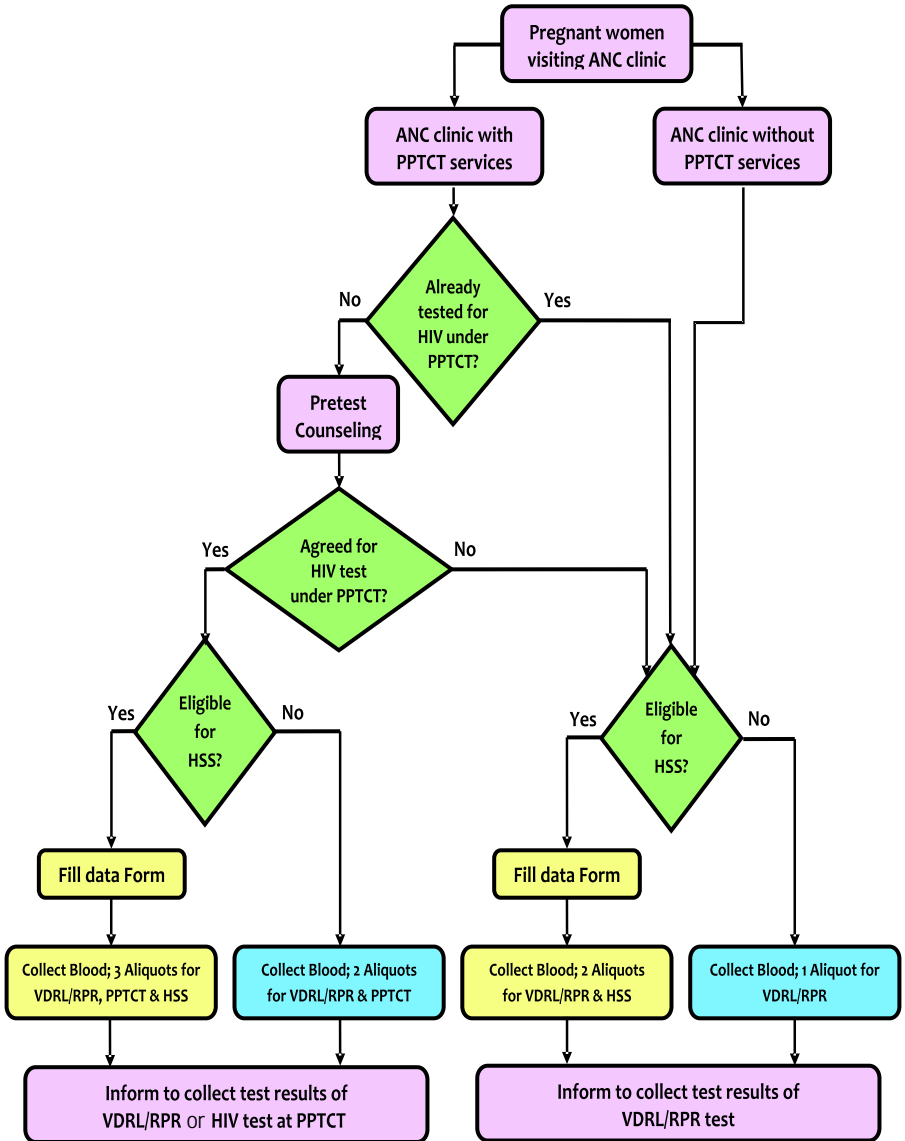 Pregnant women
visiting ANC clinic
ANC clinic with
PPTCT services
ANC clinic without
PPTCT services
Already
tested for
HIV under
PPTCT?
No
Yes
Pretest
Counseling
Agreed for
HIV test
under PPTCT?
Yes
No
Eligible
for
HSS?
Yes
No
Eligible
for
HSS?
Yes
No
Fill data Form
Fill data Form
Collect Blood; 3 Aliquots for
VDRL/RPR, PPTCT & HSS
Collect Blood; 2 Aliquots
for VDRL/RPR & PPTCT
Collect Blood; 2 Aliquots
for VDRL/RPR & HSS
Collect Blood; 1 Aliquot for
VDRL/RPR
Inform to collect test results of
VDRL/RPR or HIV test at PPTCT
Inform to collect test results of
VDRL/RPR test